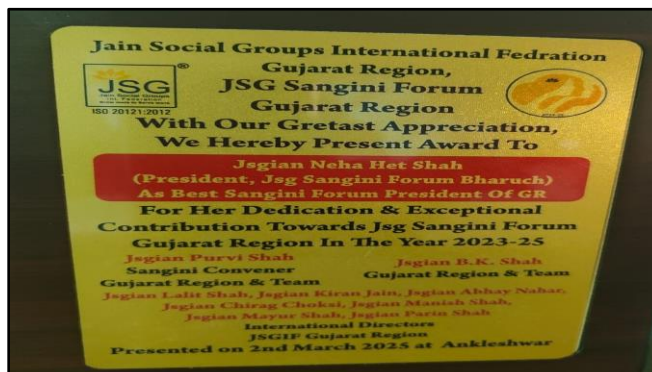 Jain Social Groups International Fedration
Gujarat Region,
JSG Sangini Forum
Gujarat Region
JSG
®
ISO 20121:2012
With Our Gretast Appreciation,
We Hereby Present Award To
Jsgian Neha Het Shah
(President, Jsg Sangini Forum Bharuch)
As Best Sangini Forum President Of GR
For Her Dedication & Exceptional
Contribution Towards Jsg Sangini Forum
Gujarat Region In The Year 2023-25
Jsgian Purvi Shah
Sangini Convener
Gujarat Region & Team
Jsgian B.K. Shah
Gujarat Region & Team
Jsgian Lalit Shah, Jsgian Kiran Jain, Jsgian Abhay Nahar,
Jsgian Chirag Choksi, Jsgian Manish Shah,
Jsgian Mayur Shah, Jsgian Parin Shah
International Directors
JSGIF Gujarat Region
Presented on 2nd March 2025 at Ankleshwar